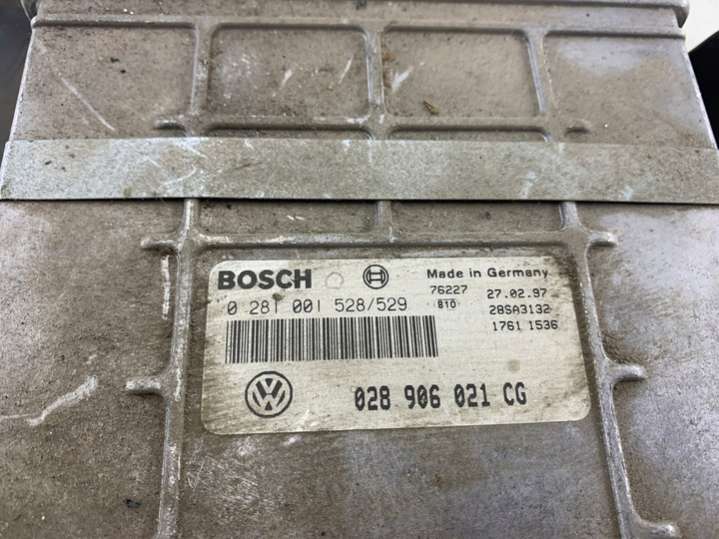 BOSCH
Made in Germany
0 281 001 528/529
76227 27.02.97
B10 28SA3132
1761 1536
028 906 021 CG